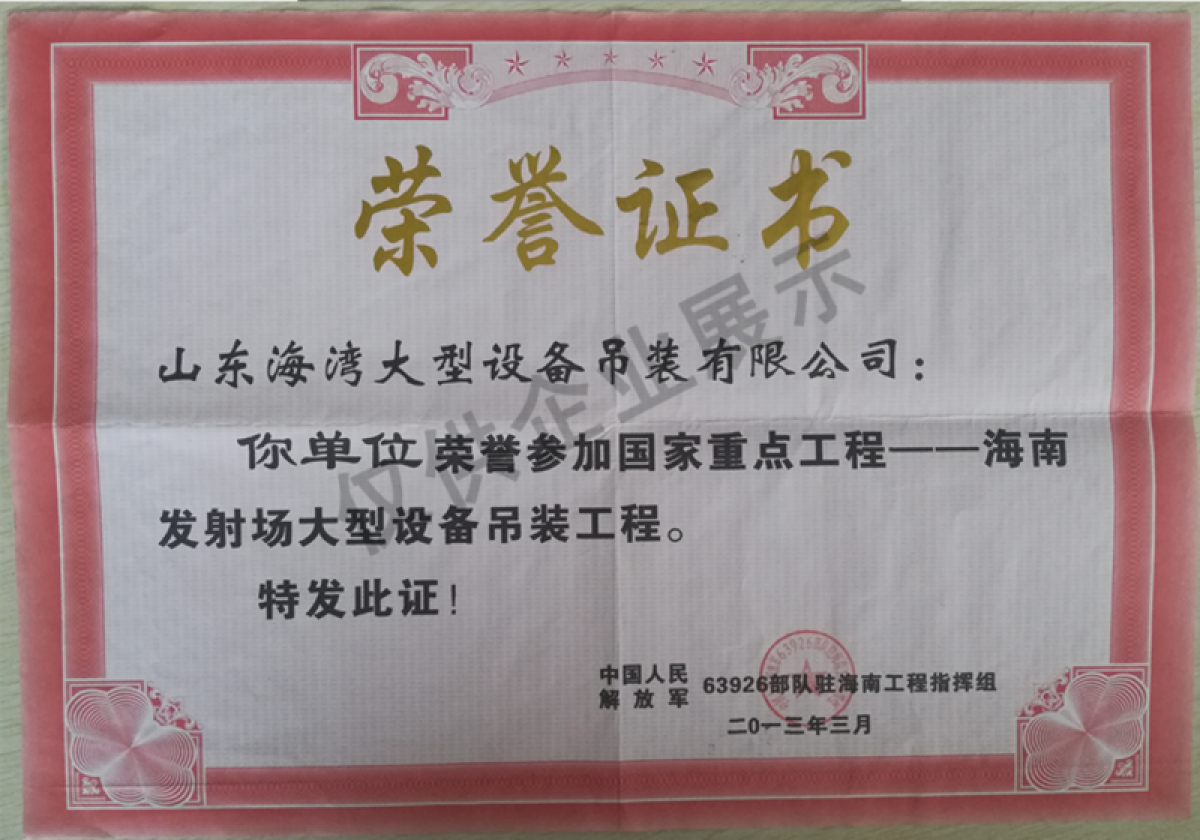 荣誉证书
山东海湾大型设备吊装有限公司：
你单位荣誉参加国家重点工程——海南
发射场大型设备吊装工程。
特发此证！
中国人民
解放军 63926部队驻海南工程指挥组
二0一三年三月
仅供企业展示